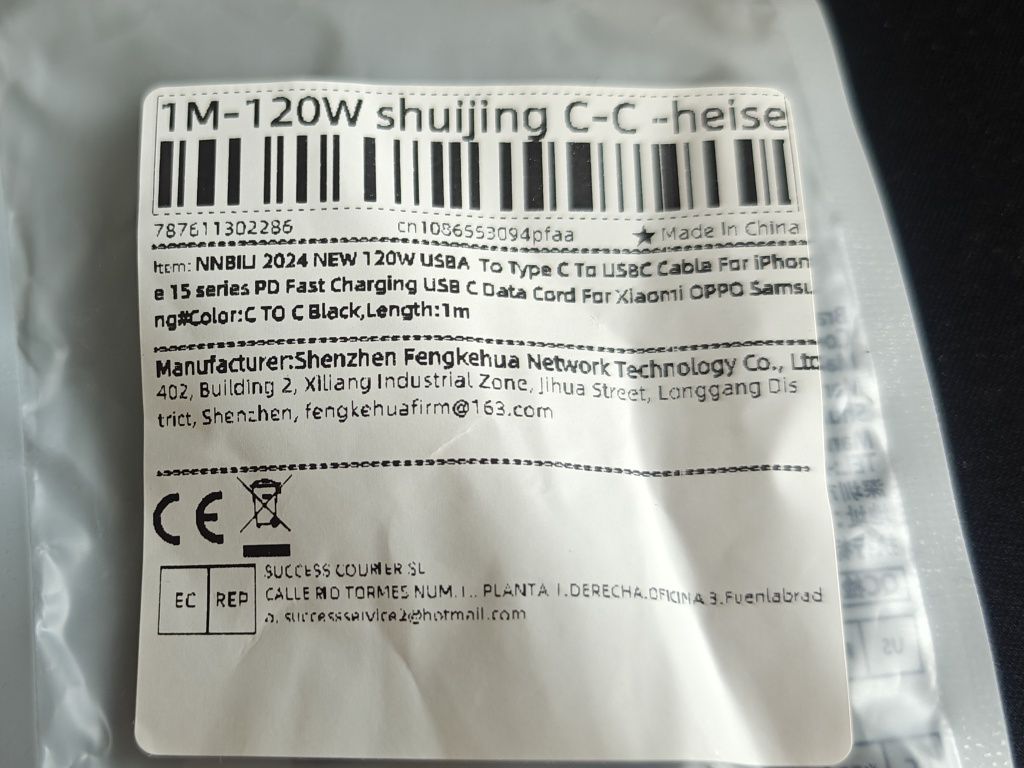 1M-120W shuijing C-C -heise
787611302286 cn1086553094pfaa ★Made In China
Item: NNBILI 2024 NEW 120W USBA To Type C To USBC Cable For iPhon
e 15 series PD Fast Charging USB C Data Cord For Xiaomi OPPO Samsu
ng#Color:C TO C Black,Length:1m
Manufacturer:Shenzhen Fengkehua Network Technology Co., Ltd
402, Building 2, Xiliang Industrial Zone, Jihua Street, Longgang Dis
trict, Shenzhen, fengkehuafirm@163.com
CE
EC REP
SUCCESS COURIER SL
CALLE RIO TORMES NUM.1.. PLANTA 1.DERECHA.OFICINA 3.Fuenlabrad
a, successservice2@hotmail.com
US